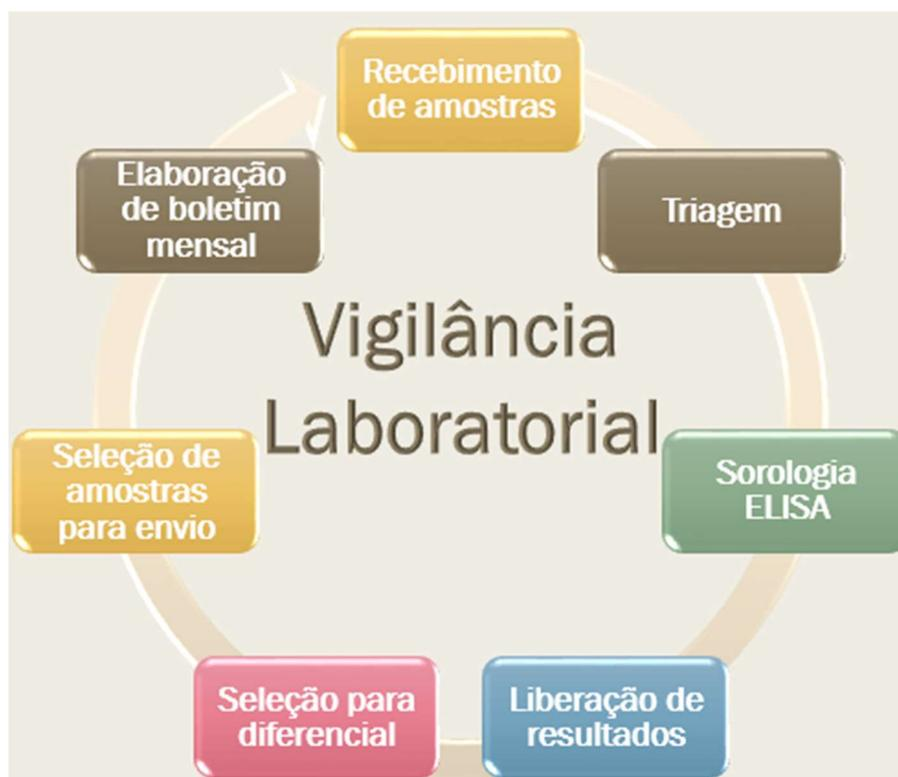 Recebimento
de amostras
Triagem
Sorologia
ELISA
Liberação de
resultados
Seleção para
diferencial
Seleção de
amostras
para envio
Elaboração
de boletim
mensal
Vigilância
Laboratorial